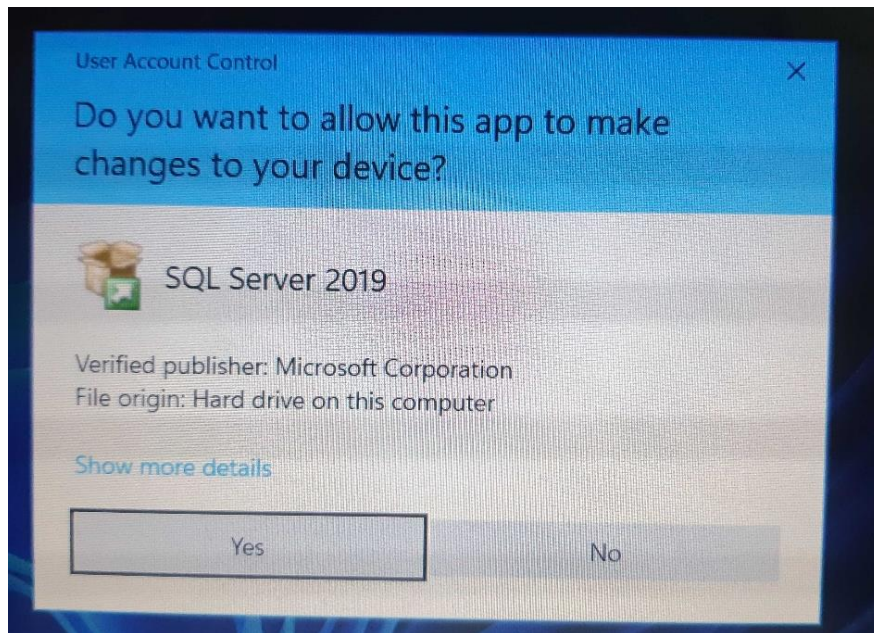 User Account Control
Do you want to allow this app to make
changes to your device?
SQL Server 2019
Verified publisher: Microsoft Corporation
File origin: Hard drive on this computer
Show more details
Yes
No